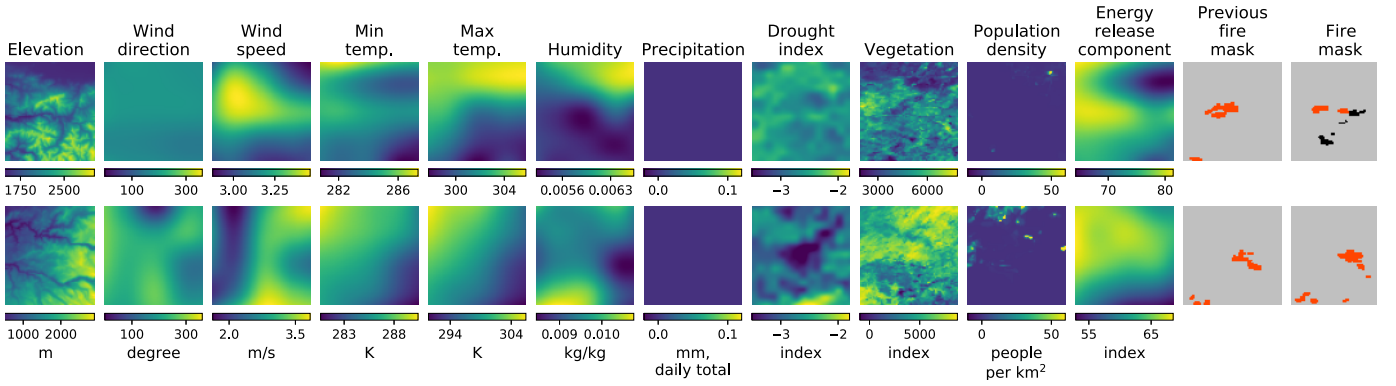 Elevation
Wind
direction
Wind
speed
Min
temp.
Max
temp.
Humidity
Precipitation
Drought
index
Vegetation
Population
density
Energy
release
component
Previous
fire
mask
Fire
mask
1750 2500
100 300
3.00 3.25
282 286
300 304
0.0056 0.0063
0.0 0.1
−3 −2
3000 6000
0 50
70 80
1000 2000
100 300
2.0 3.5
283 288
294 304
0.009 0.010
0.0 0.1
−3 −2
0 5000
0 50
55 65
m
degree
m/s
K
K
kg/kg
mm,
daily total
index
index
people
per km²
index